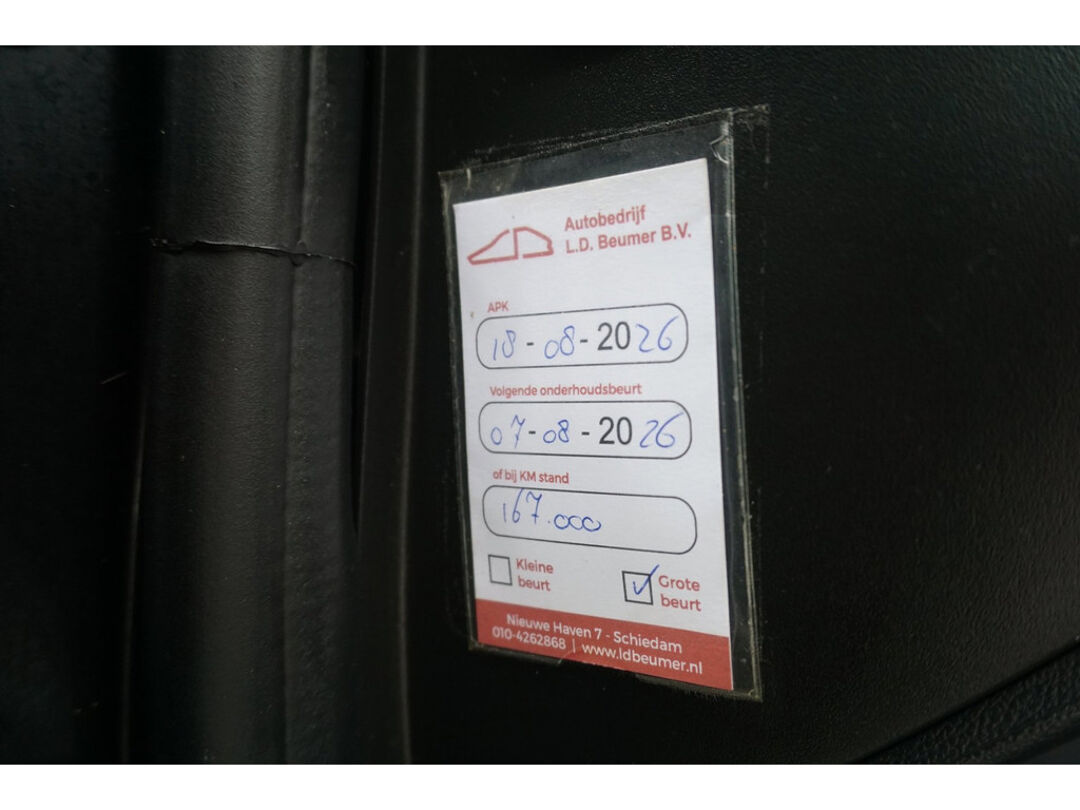 Autobedrijf
L.D. Beumer B.V.
APK
18 - 08 - 2026
Volgende onderhoudsbeurt
07 - 08 - 2026
of bij KM stand
167.000
Kleine
beurt
Grote
beurt
Nieuwe Haven 7 - Schiedam
010-4262868 | www.ldbeumer.nl